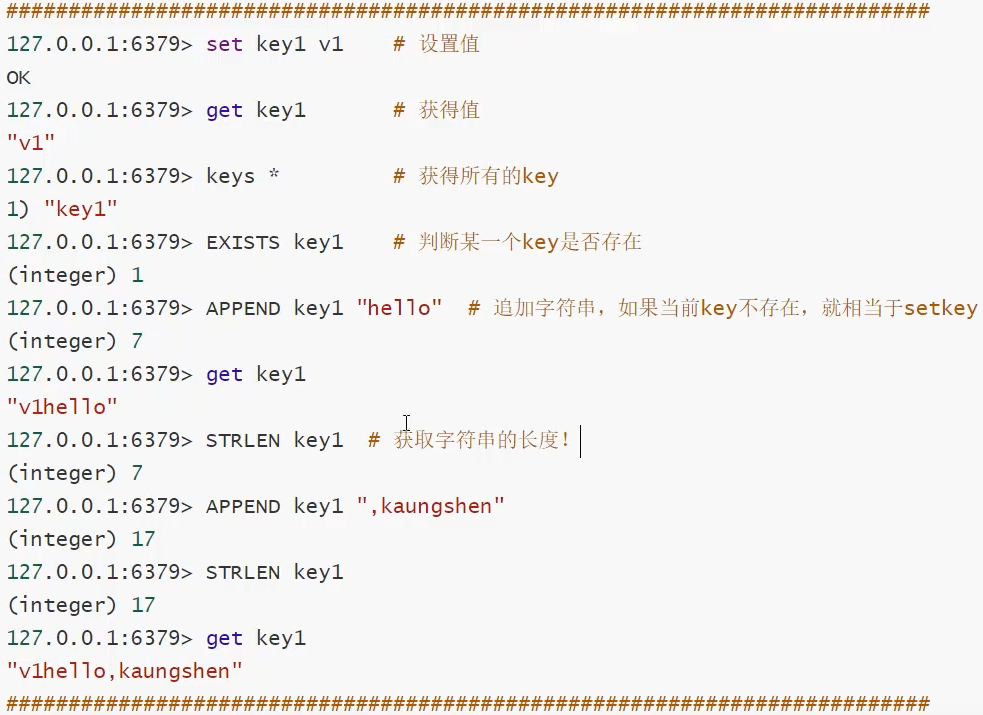 ##########################################################################
127.0.0.1:6379> set key1 v1    # 设置值
OK
127.0.0.1:6379> get key1       # 获得值
"v1"
127.0.0.1:6379> keys *         # 获得所有的key
1) "key1"
127.0.0.1:6379> EXISTS key1    # 判断某一个key是否存在
(integer) 1
127.0.0.1:6379> APPEND key1 "hello"  # 追加字符串，如果当前key不存在，就相当于setkey
(integer) 7
127.0.0.1:6379> get key1
"v1hello"
127.0.0.1:6379> STRLEN key1  # 获取字符串的长度！
(integer) 7
127.0.0.1:6379> APPEND key1 ",kaungshen"
(integer) 17
127.0.0.1:6379> STRLEN key1
(integer) 17
127.0.0.1:6379> get key1
"v1hello,kaungshen"
##########################################################################